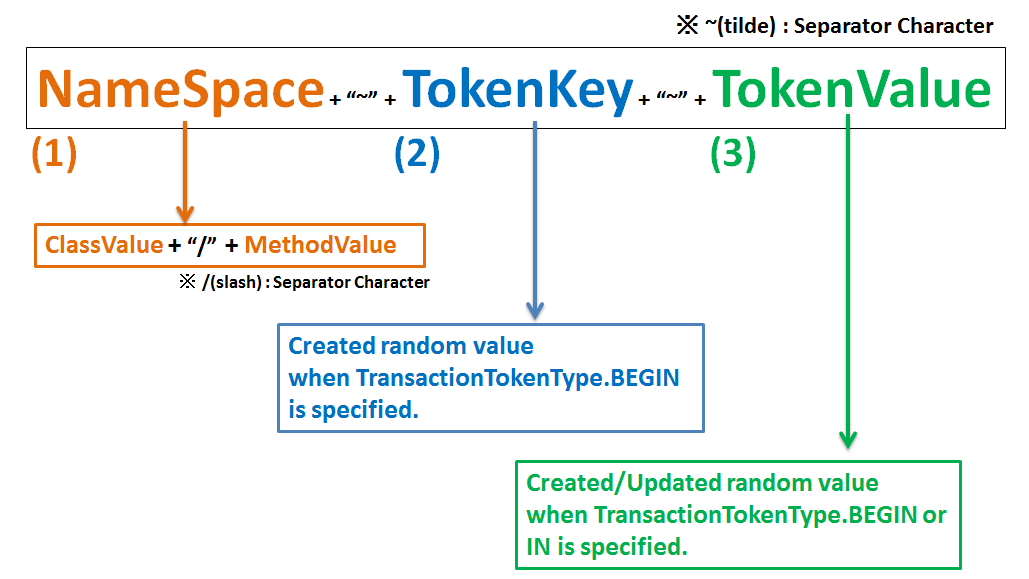 ※ ~(tilde) : Separator Character
NameSpace + “~” + TokenKey + “~” + TokenValue
(1) (2) (3)
ClassValue + “/” + MethodValue
※ /(slash) : Separator Character
Created random value
when TransactionTokenType.BEGIN
is specified.
Created/Updated random value
when TransactionTokenType.BEGIN or
IN is specified.